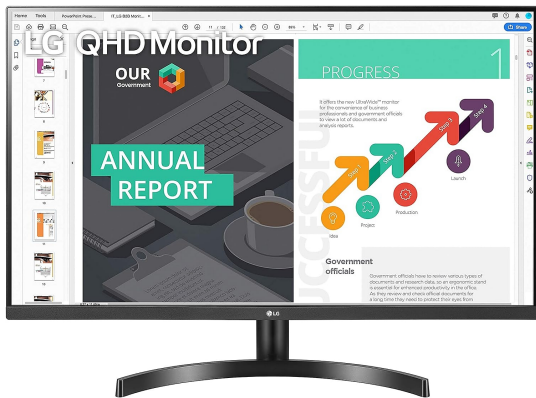 Home Tools
Share
LG QHD Monitor
OUR
Government
ANNUAL
REPORT
PROGRESS
1
It offers the new UltraWide™ monitor
for the convenience of business
professionals and government officials
to view a lot of documents and
analysis reports.
SUCCESSFUL
Step 1
Step 2
Step 3
Step 4
Idea
Project
Production
Launch
Government
officials
Government officials have to review various types of
documents and research data, so an ergonomic stand
is essential for enhanced productivity in the office.
As they review and check official documents for
a long time they need to protect their eyes from
LG